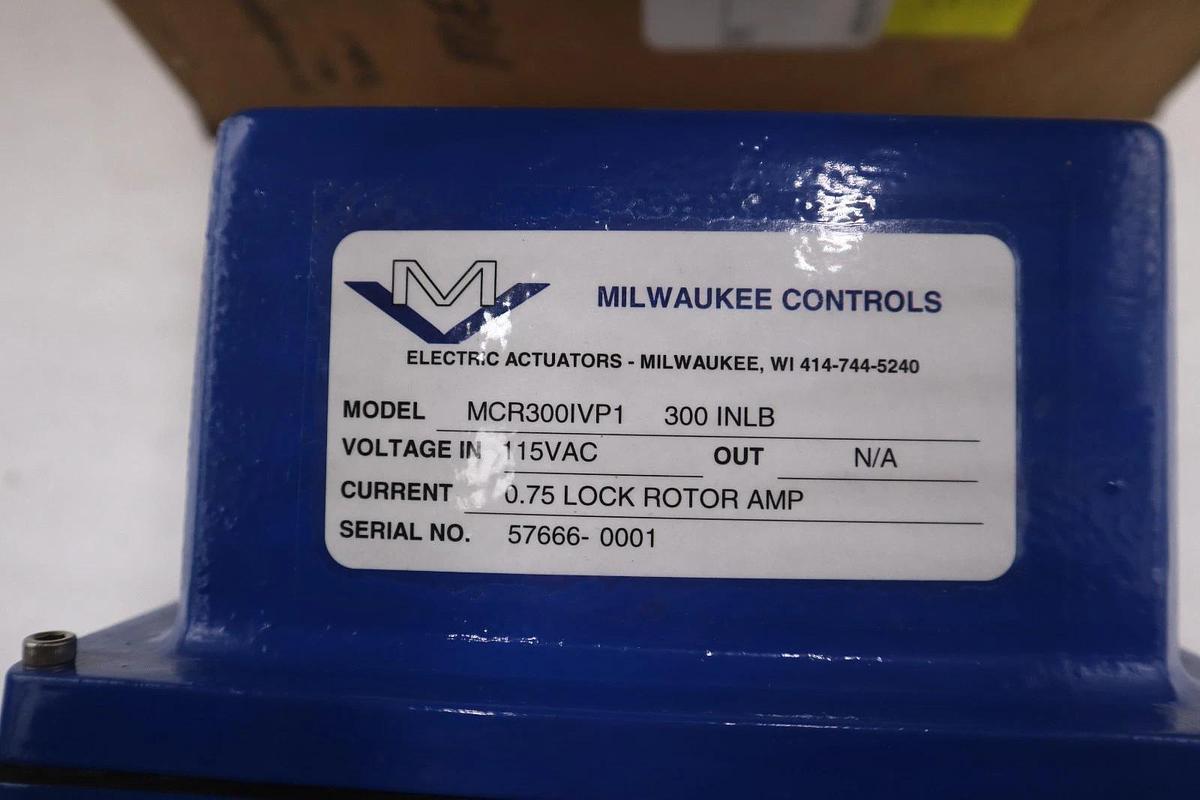 M
MILWAUKEE CONTROLS
ELECTRIC ACTUATORS - MILWAUKEE, WI 414-744-5240
MODEL MCR300IVP1 300 INLB
VOLTAGE IN 115VAC OUT N/A
CURRENT 0.75 LOCK ROTOR AMP
SERIAL NO. 57666- 0001